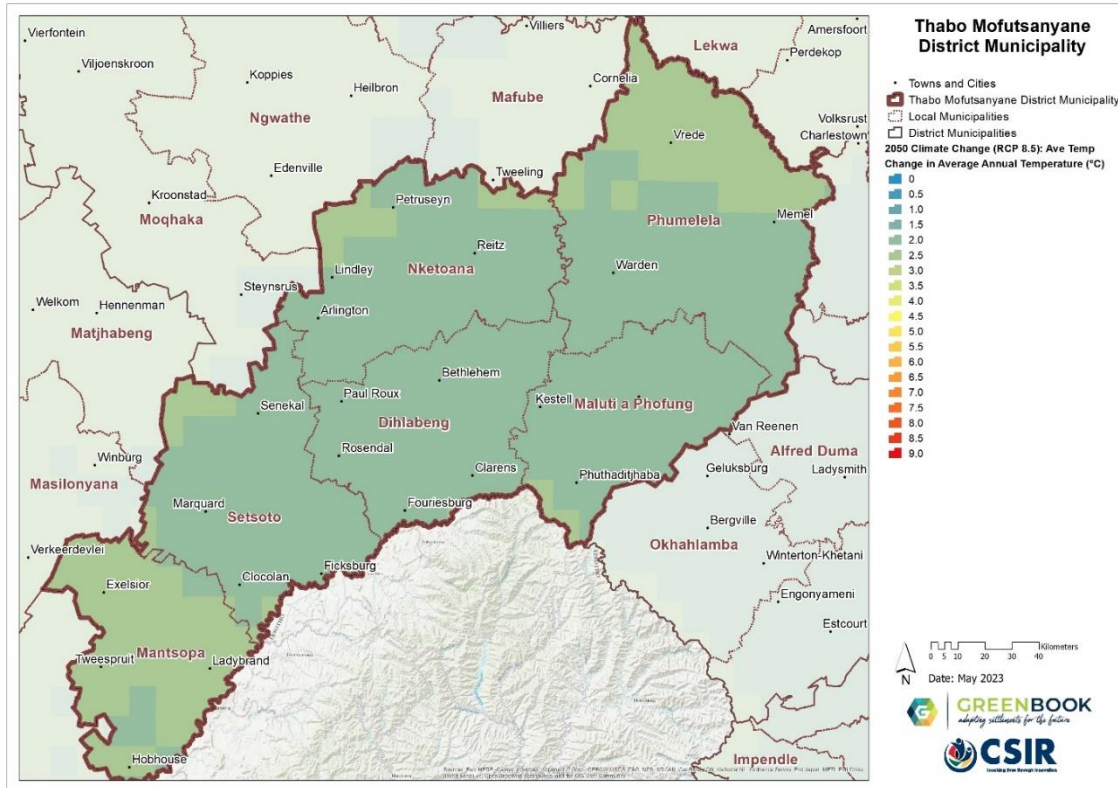 Thabo Mofutsanyane
District Municipality
Towns and Cities
Thabo Mofutsanyane District Municipality
Local Municipalities
District Municipalities
2050 Climate Change (RCP 8.5): Ave Temp
Change in Average Annual Temperature (°C)
0
0.5
1.0
1.5
2.0
2.5
3.0
3.5
4.0
4.5
5.0
5.5
6.0
6.5
7.0
7.5
8.0
8.5
9.0
Vierfontein
Viljoenskroon
Koppies
Heilbron
Ngwathe
Villiers
Mafube
Cornelia
Lekwa
Amersfoort
Perdekop
Volksrust
Charlestown
Vrede
Edenville
Tweeling
Kroonstad
Moqhaka
Petruseyn
Phumelela
Memel
Reitz
Nketoana
Warden
Lindley
Steynsrus
Arlington
Welkom
Hennenman
Matjhabeng
Bethlehem
Paul Roux
Senekal
Dihlabeng
Kestell
Maluti a Phofung
Van Reenen
Rosendal
Alfred Duma
Winburg
Masilonyana
Clarens
Geluksburg
Ladysmith
Phuthaditjhaba
Marquard
Setsoto
Fouriesburg
Bergville
Okhahlamba
Verkeerdevlei
Winterton-Khetani
Ficksburg
Clocolan
Exelsior
Engonyameni
Estcourt
Mantsopa
Tweespruit
Ladybrand
Hobhouse
Impendle
N
0 5 10 20 30 40
Kilometers
Date: May 2023
G
GREENBOOK
adapting settlements for the future
CSIR
Touching lives through innovation